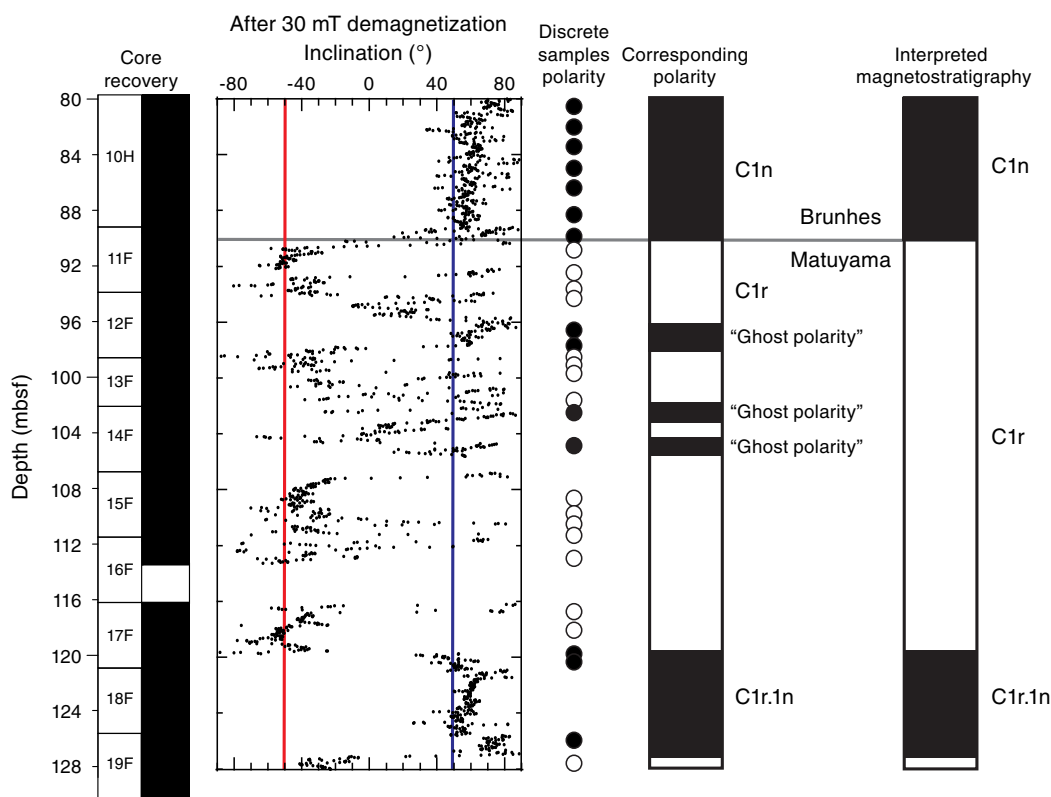 After 30 mT demagnetization
Inclination (°)
Core
recovery
Discrete
samples
polarity
Corresponding
polarity
Interpreted
magnetostratigraphy
-80
-40
0
40
80
Depth (mbsf)
80
84
88
92
96
100
104
108
112
116
120
124
128
10H
11F
12F
13F
14F
15F
16F
17F
18F
19F
C1n
Brunhes
Matuyama
C1r
“Ghost polarity”
“Ghost polarity”
“Ghost polarity”
C1r.1n
C1n
C1r
C1r.1n